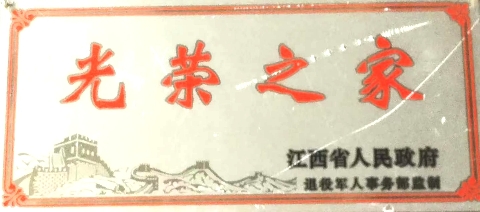 光荣之家
江西省人民政府
退役军人事务部监制